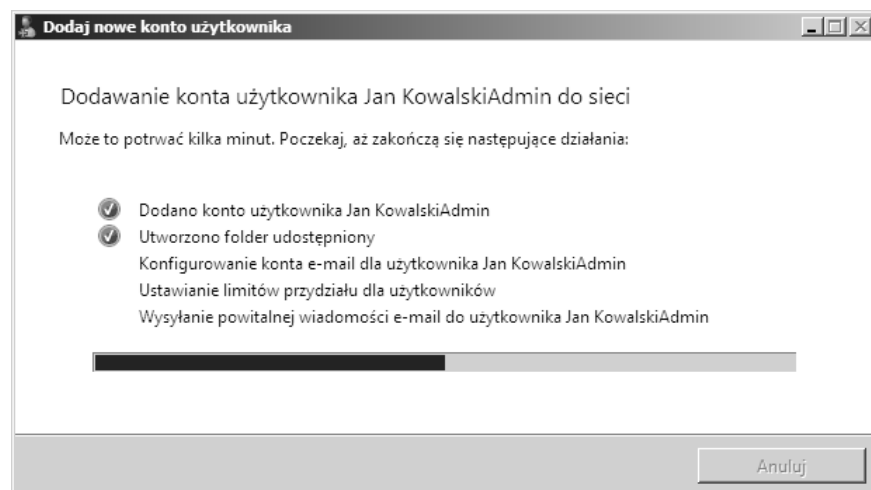 Dodaj nowe konto użytkownika
Dodawanie konta użytkownika Jan KowalskiAdmin do sieci
Może to potrwać kilka minut. Poczekaj, aż zakończą się następujące działania:
Dodano konto użytkownika Jan KowalskiAdmin
Utworzono folder udostępniony
Konfigurowanie konta e-mail dla użytkownika Jan KowalskiAdmin
Ustawianie limitów przydziału dla użytkowników
Wysyłanie powitalnej wiadomości e-mail do użytkownika Jan KowalskiAdmin
Anuluj